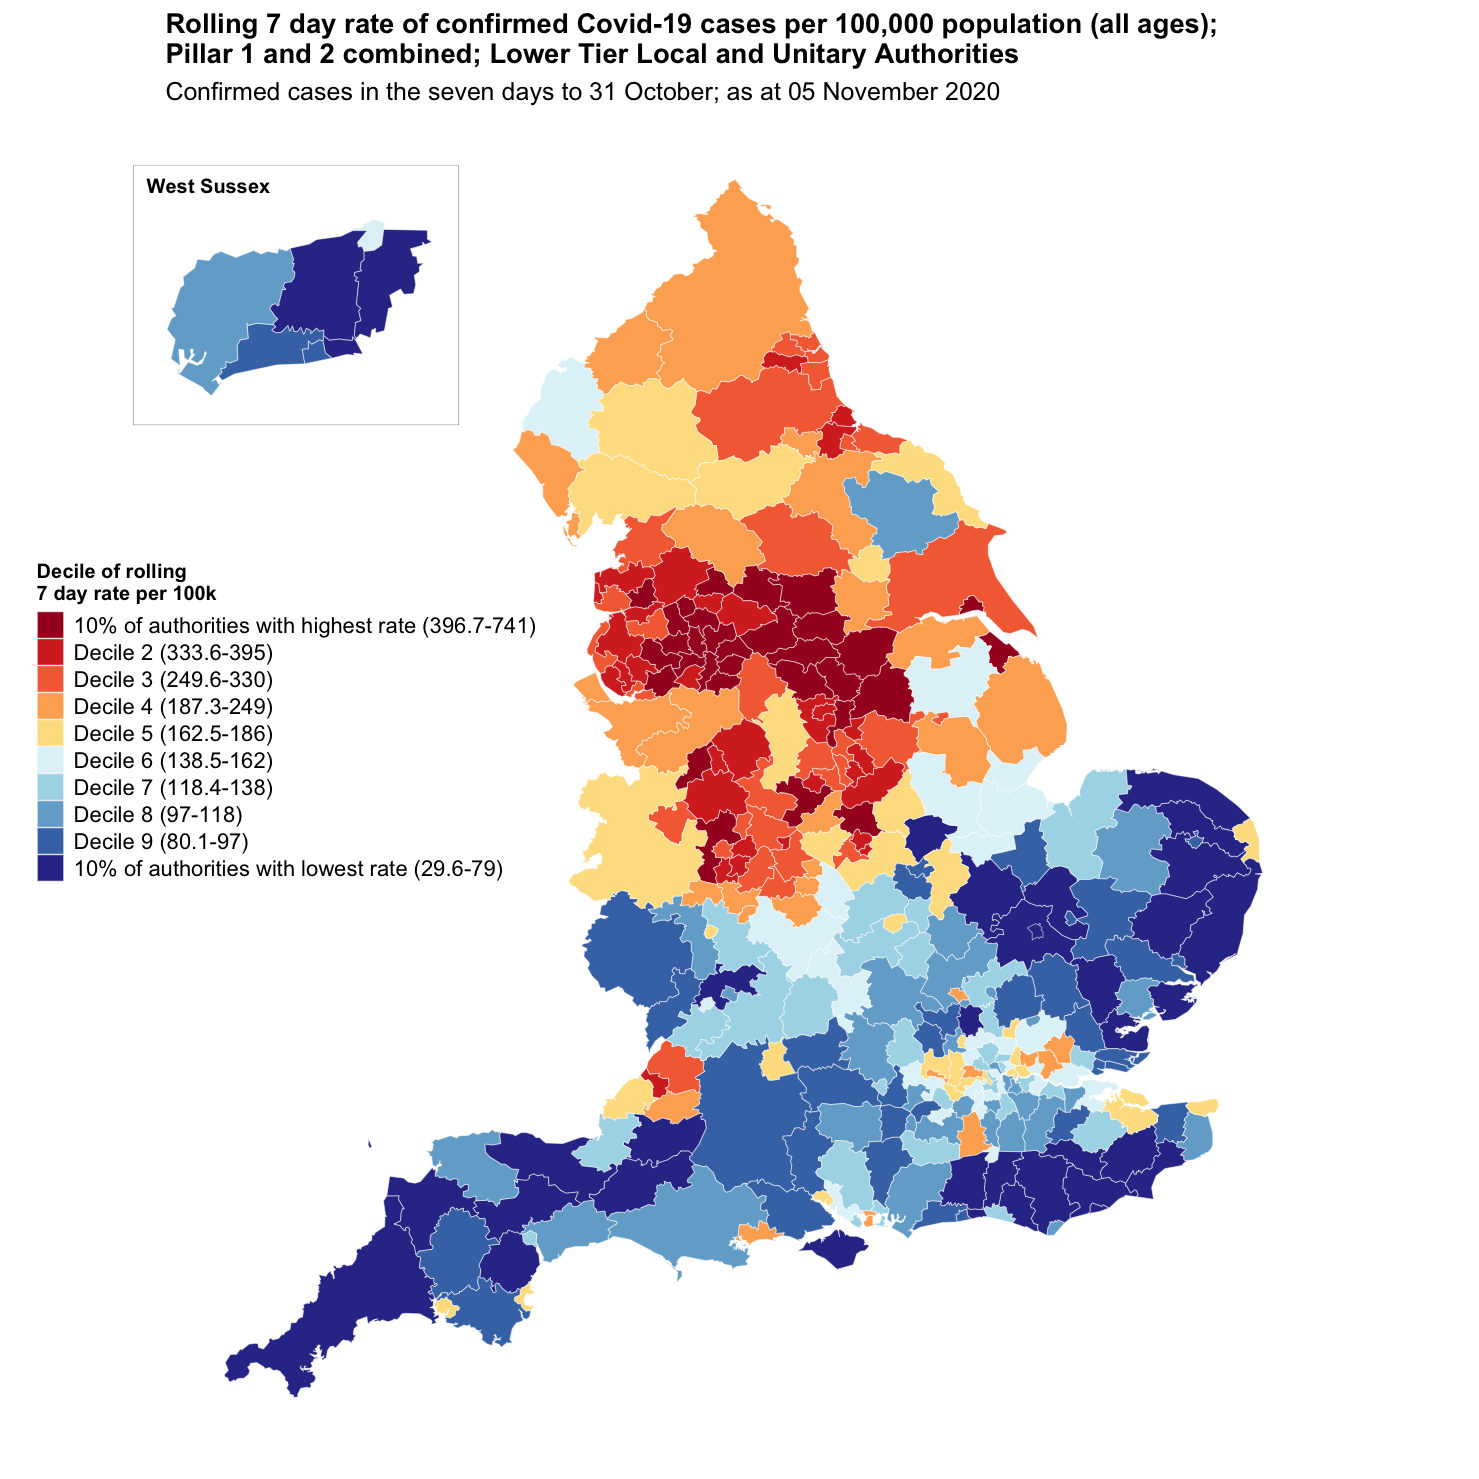 Rolling 7 day rate of confirmed Covid-19 cases per 100,000 population (all ages);
Pillar 1 and 2 combined; Lower Tier Local and Unitary Authorities
Confirmed cases in the seven days to 31 October; as at 05 November 2020
West Sussex
Decile of rolling
7 day rate per 100k
10% of authorities with highest rate (396.7-741)
Decile 2 (333.6-395)
Decile 3 (249.6-330)
Decile 4 (187.3-249)
Decile 5 (162.5-186)
Decile 6 (138.5-162)
Decile 7 (118.4-138)
Decile 8 (97-118)
Decile 9 (80.1-97)
10% of authorities with lowest rate (29.6-79)